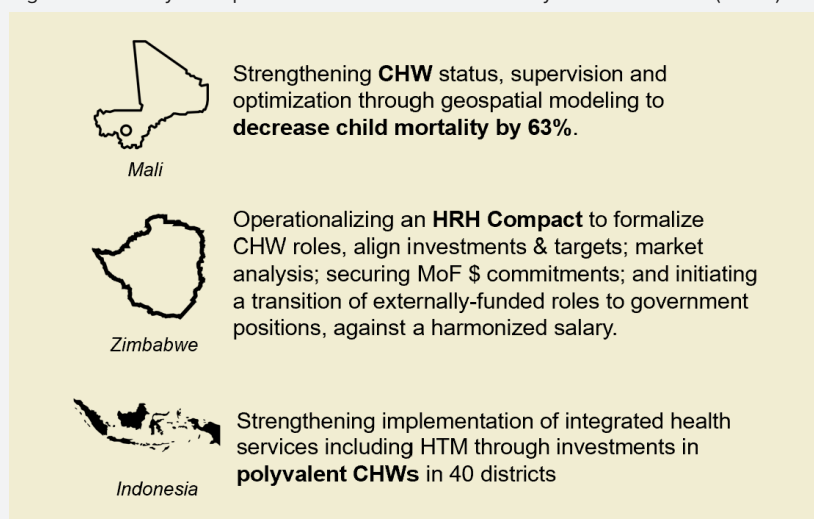 Strengthening CHW status, supervision and
optimization through geospatial modeling to
decrease child mortality by 63%.
Mali
Operationalizing an HRH Compact to formalize
CHW roles, align investments & targets; market
analysis; securing MoF $ commitments; and initiating
a transition of externally-funded roles to government
positions, against a harmonized salary.
Zimbabwe
Strengthening implementation of integrated health
services including HTM through investments in
polyvalent CHWs in 40 districts
Indonesia